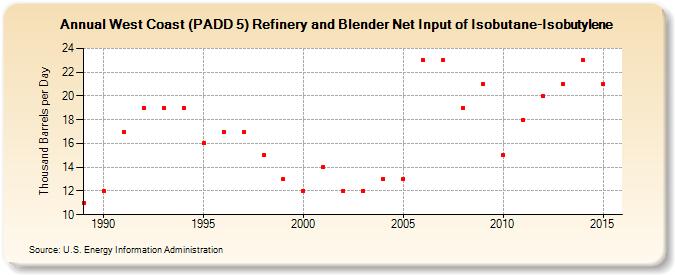 Annual West Coast (PADD 5) Refinery and Blender Net Input of Isobutane-Isobutylene
Thousand Barrels per Day
24
22
20
18
16
14
12
10
1990 1995 2000 2005 2010 2015
Source: U.S. Energy Information Administration